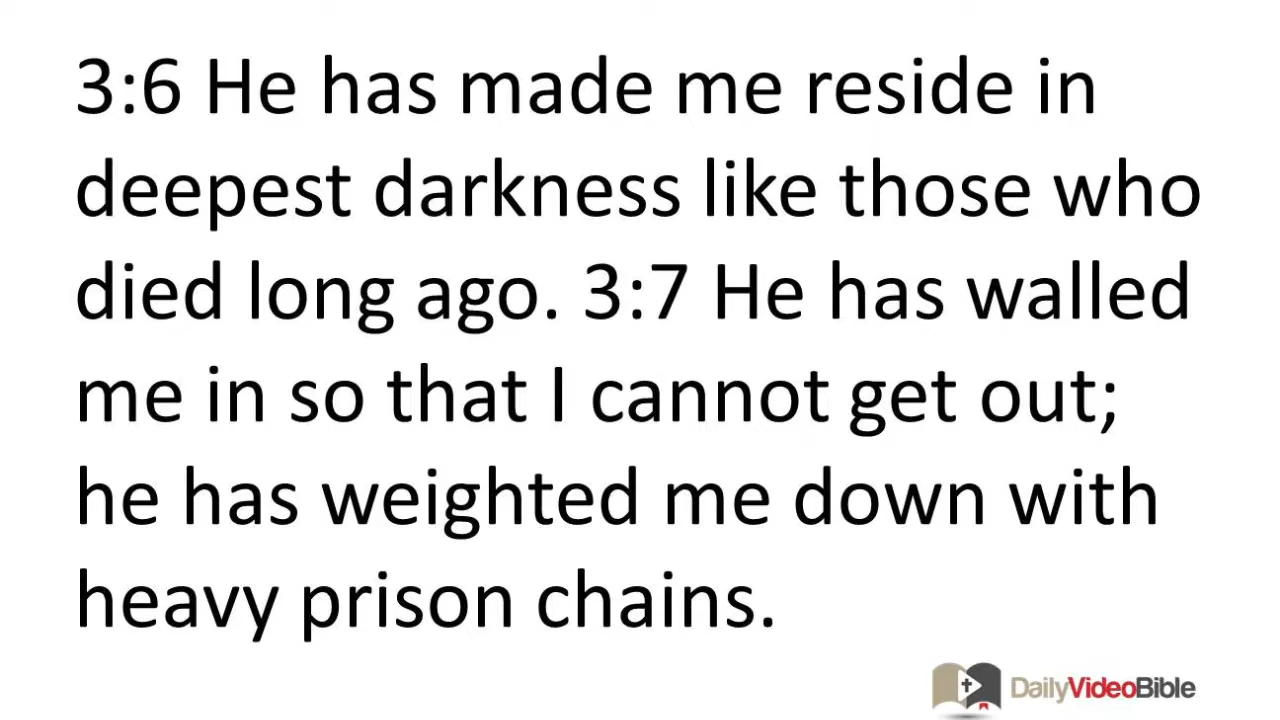 3:6 He has made me reside in
deepest darkness like those who
died long ago. 3:7 He has walled
me in so that I cannot get out;
he has weighted me down with
heavy prison chains.
DailyVideoBible